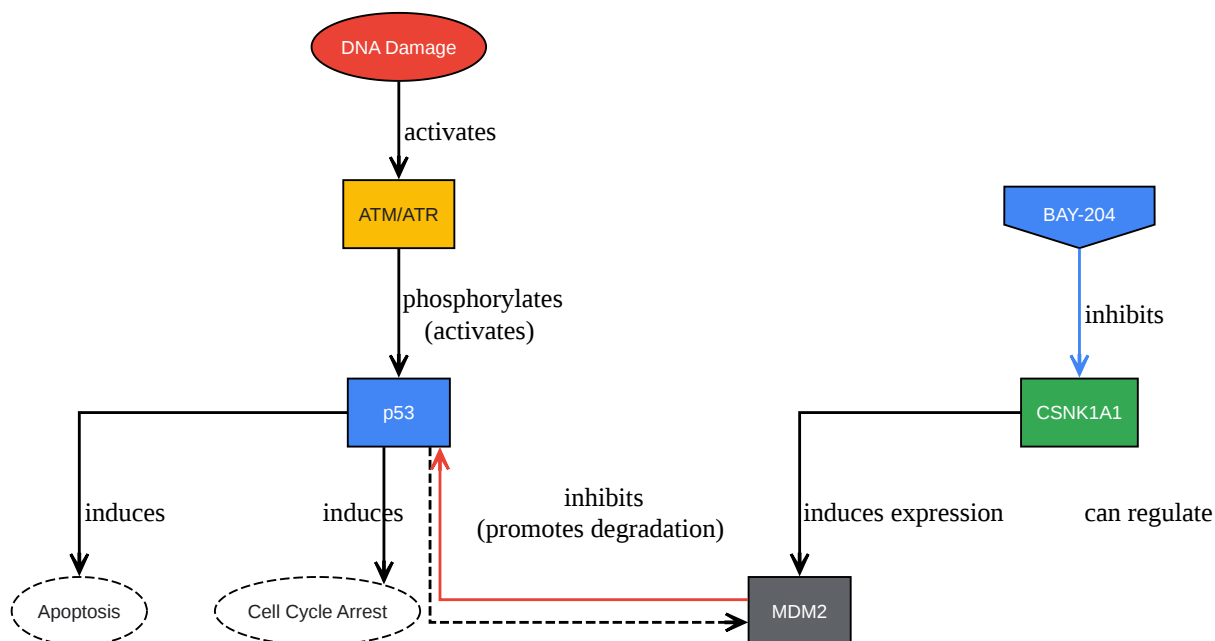 DNA Damage
activates
ATM/ATR
BAY-204
phosphorylates
(activates)
inhibits
p53
CSNK1A1
induces
induces
inhibits
(promotes degradation)
induces expression
can regulate
Apoptosis
Cell Cycle Arrest
MDM2